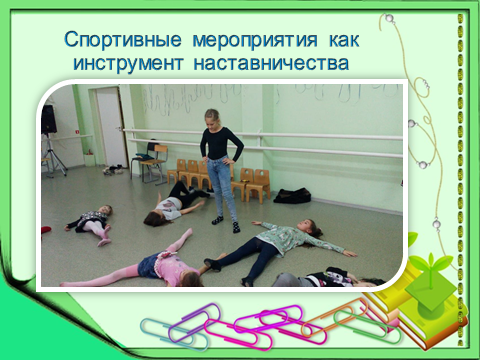 Спортивные мероприятия как
инструмент наставничества